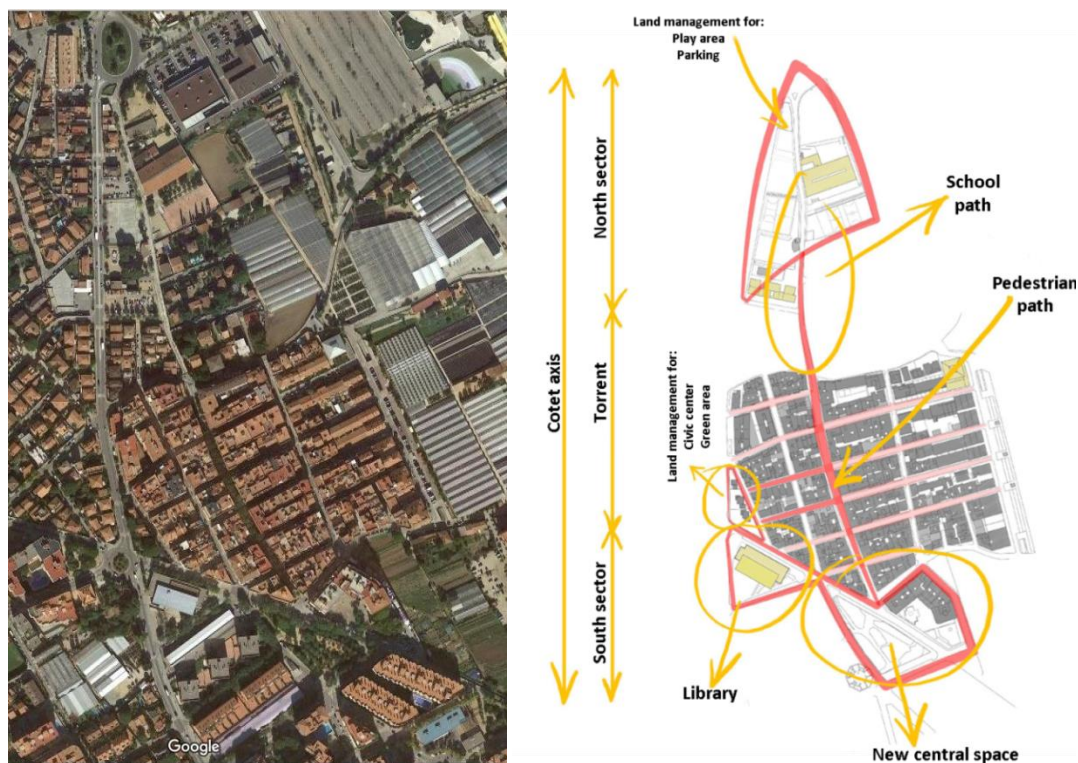 Google
Land management for:
Play area
Parking
North sector
School
path
Pedestrian
path
Cotet axis
Torrent
Land management for:
Civic center
Green area
South sector
Library
New central space